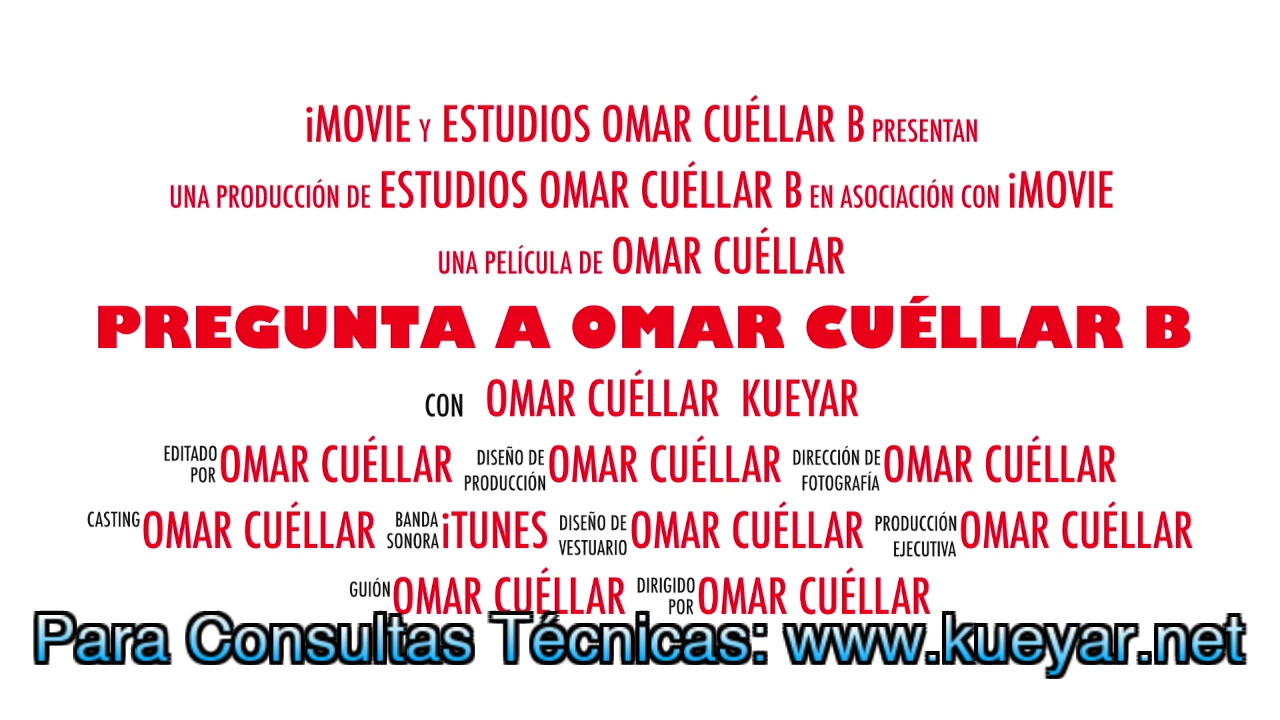 iMOVIE Y ESTUDIOS OMAR CUÉLLAR B PRESENTAN
UNA PRODUCCIÓN DE ESTUDIOS OMAR CUÉLLAR B EN ASOCIACIÓN CON iMOVIE
UNA PELÍCULA DE OMAR CUÉLLAR
PREGUNTA A OMAR CUÉLLAR B
CON OMAR CUÉLLAR KUEYAR
EDITADO POR OMAR CUÉLLAR DISEÑO DE PRODUCCIÓN OMAR CUÉLLAR DIRECCIÓN DE FOTOGRAFÍA OMAR CUÉLLAR
CASTING OMAR CUÉLLAR BANDA SONORA iTUNES DISEÑO DE VESTUARIO OMAR CUÉLLAR PRODUCCIÓN EJECUTIVA OMAR CUÉLLAR
GUIÓN OMAR CUÉLLAR DIRIGIDO POR OMAR CUÉLLAR
Para Consultas Técnicas: www.kueyar.net